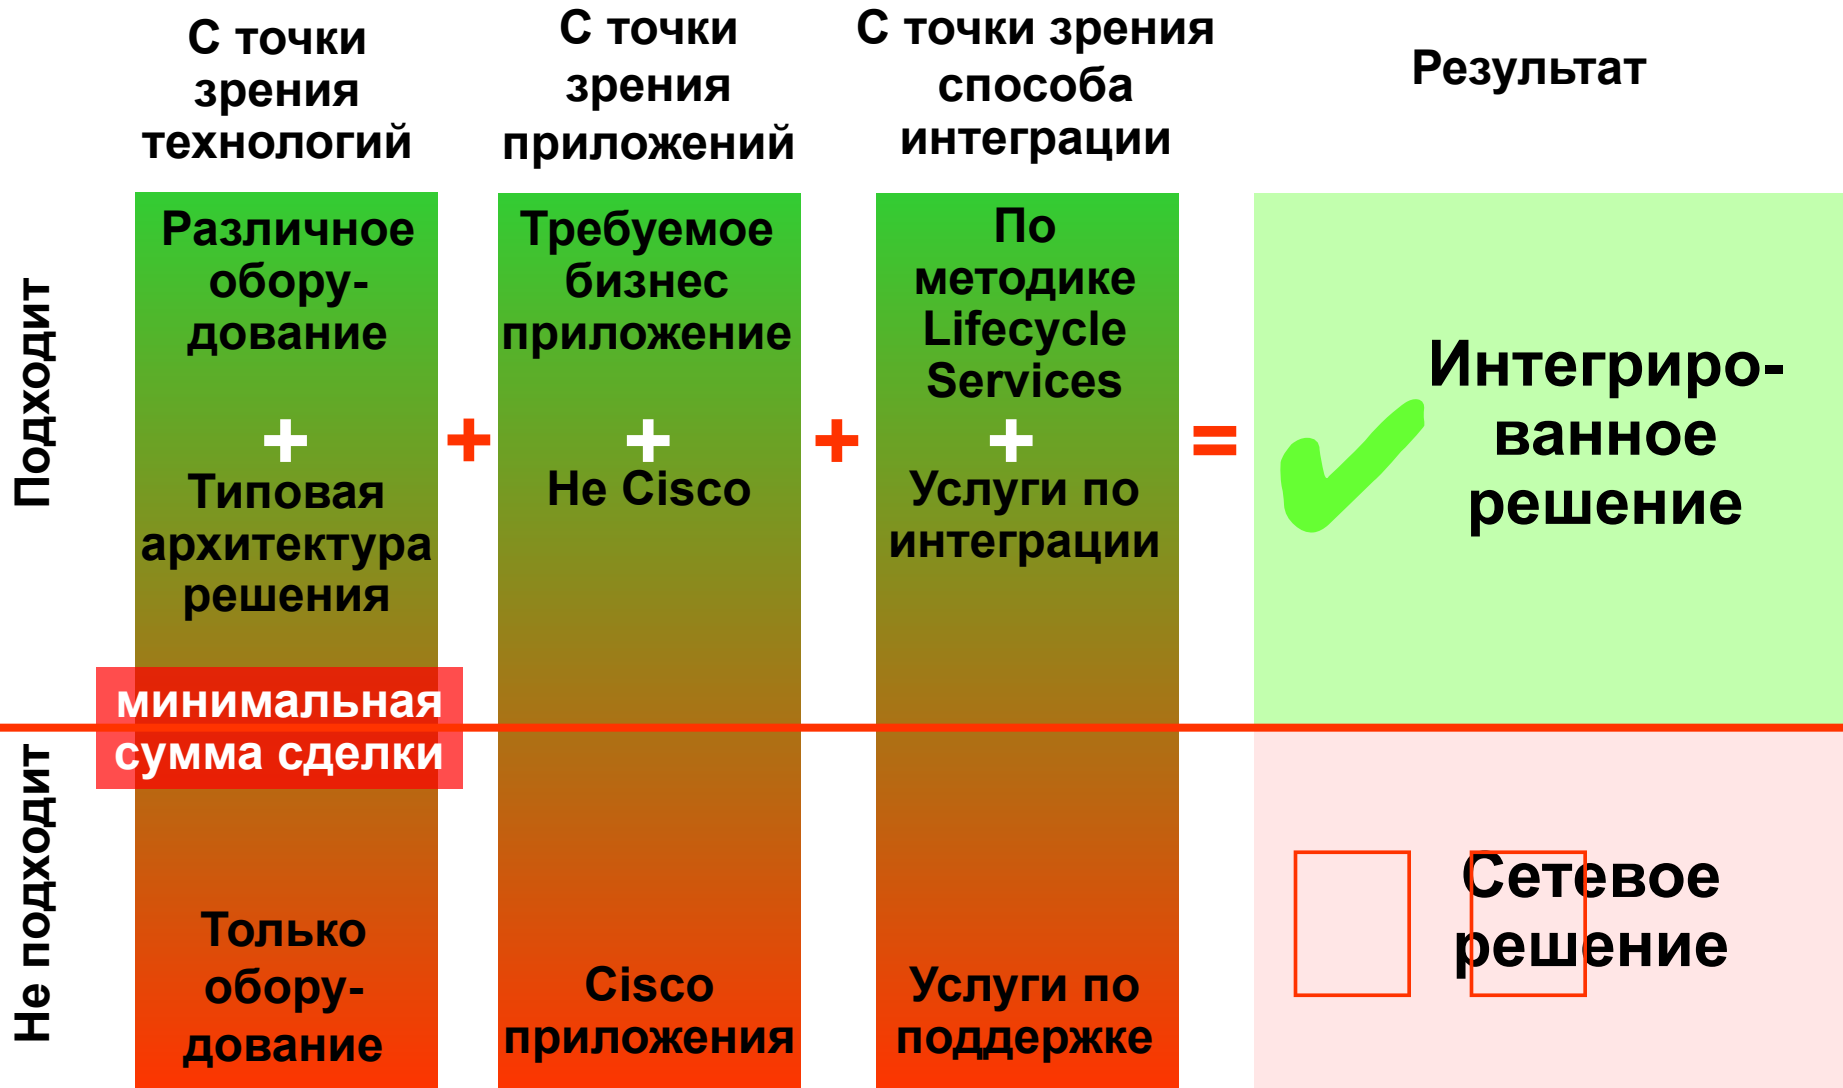 С точки
зрения
технологий
С точки
зрения
приложений
С точки зрения
способа
интеграции
Результат
Подходит
Различное
обору-
дование
+
Типовая
архитектура
решения
+
Требуемое
бизнес
приложение
+
Не Cisco
+
По
методике
Lifecycle
Services
+
Услуги по
интеграции
=
Интегриро-
ванное
решение
минимальная
сумма сделки
Не подходит
Только
обору-
дование
Cisco
приложения
Услуги по
поддержке
Сетевое
решение